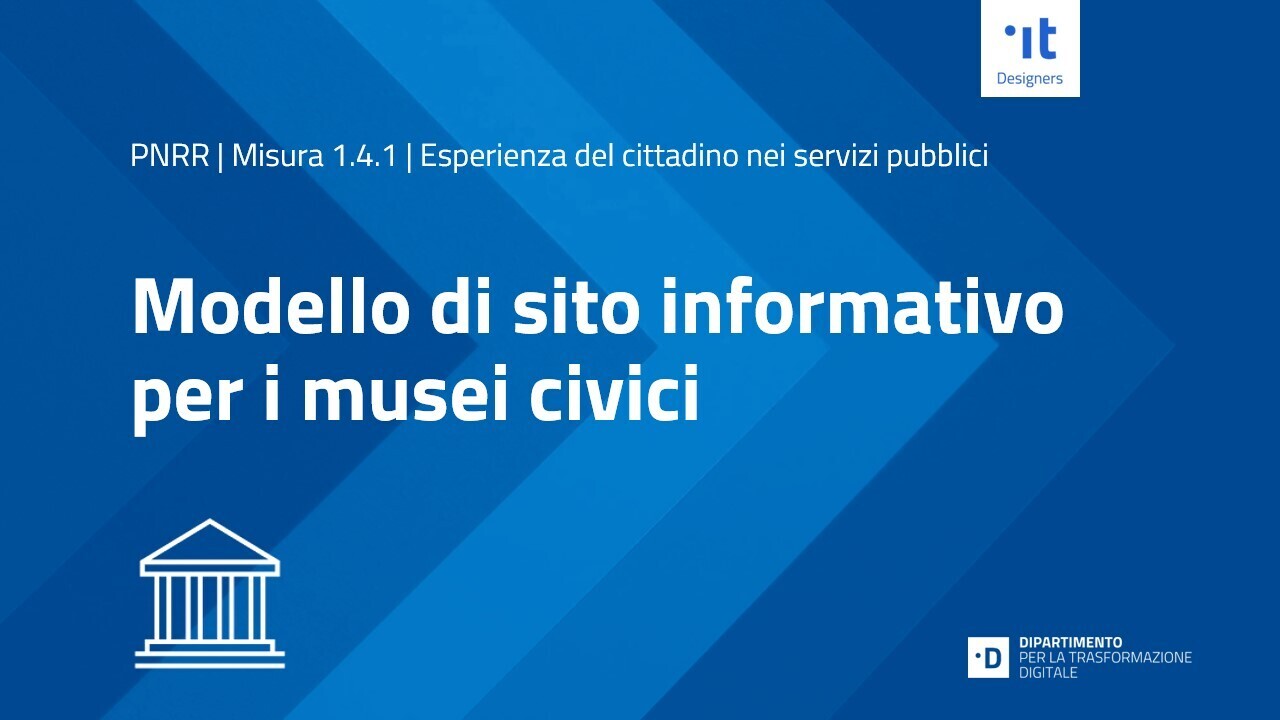 ·it
Designers
PNRR | Misura 1.4.1 | Esperienza del cittadino nei servizi pubblici
Modello di sito informativo
per i musei civici
·D
DIPARTIMENTO
PER LA TRASFORMAZIONE
DIGITALE